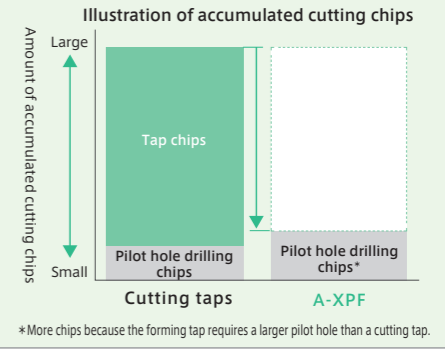 Illustration of accumulated cutting chips
Amount of accumulated cutting chips
Large
Small
Tap chips
Pilot hole drilling
chips
Pilot hole drilling
chips*
Cutting taps
A-XPF
*More chips because the forming tap requires a larger pilot hole than a cutting tap.